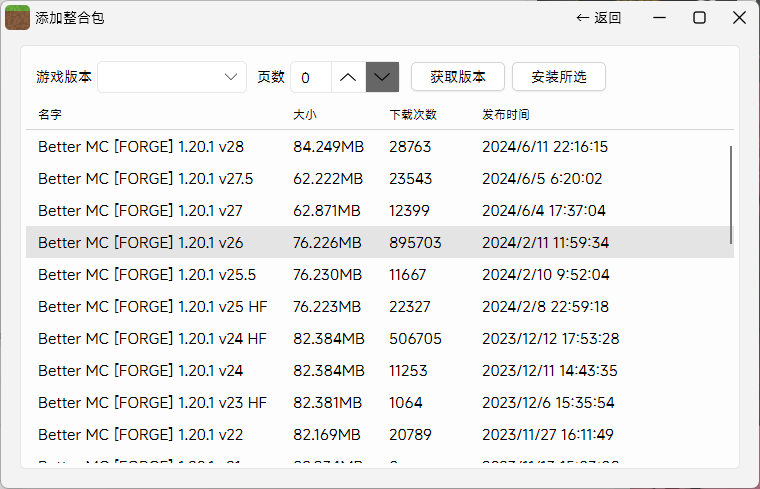 添加整合包 ← 返回
游戏版本 页数 0 获取版本 安装所选
名字 大小 下载次数 发布时间
Better MC [FORGE] 1.20.1 v28 84.249MB 28763 2024/6/11 22:16:15
Better MC [FORGE] 1.20.1 v27.5 62.222MB 23543 2024/6/5 6:20:02
Better MC [FORGE] 1.20.1 v27 62.871MB 12399 2024/6/4 17:37:04
Better MC [FORGE] 1.20.1 v26 76.226MB 895703 2024/2/11 11:59:34
Better MC [FORGE] 1.20.1 v25.5 76.230MB 11667 2024/2/10 9:52:04
Better MC [FORGE] 1.20.1 v25 HF 76.223MB 22327 2024/2/8 22:59:18
Better MC [FORGE] 1.20.1 v24 HF 82.384MB 506705 2023/12/12 17:53:28
Better MC [FORGE] 1.20.1 v24 82.384MB 11253 2023/12/11 14:43:35
Better MC [FORGE] 1.20.1 v23 HF 82.381MB 1064 2023/12/6 15:35:54
Better MC [FORGE] 1.20.1 v22 82.169MB 20789 2023/11/27 16:11:49
Better MC [FORGE] 1.20.1